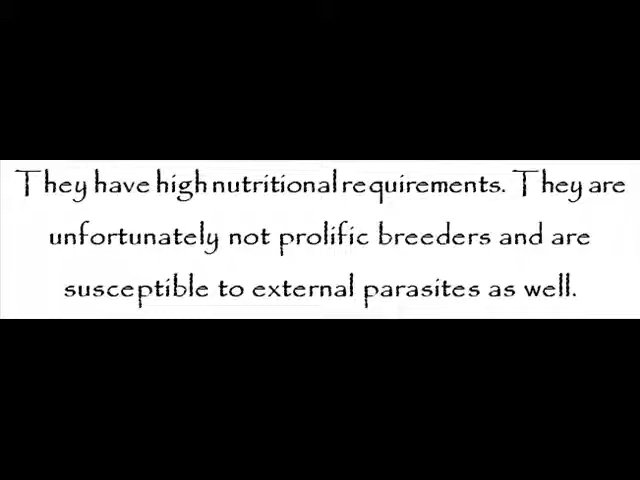 They have high nutritional requirements. They are
unfortunately not prolific breeders and are
susceptible to external parasites as well.